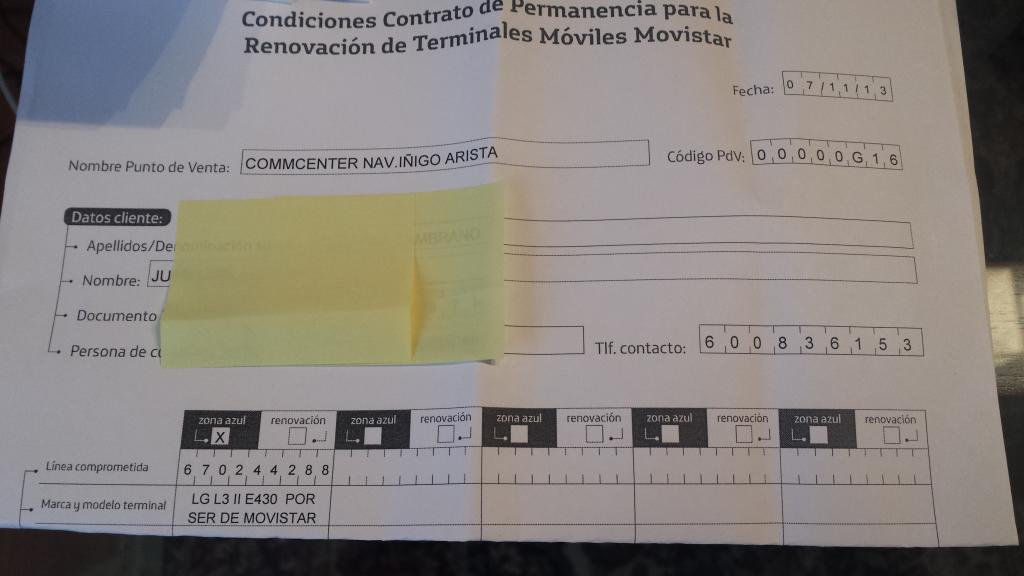 Condiciones Contrato de Permanencia para la
Renovación de Terminales Móviles Movistar
Fecha: 07/11/13
Nombre Punto de Venta: COMMCENTER NAV.IÑIGO ARISTA Código PdV: 00000G16
Datos cliente:
Apellidos/Denominación MBRANO
Nombre: JU
Documento
Persona de co
Tlf. contacto: 600836153
zona azul renovación zona azul renovación zona azul renovación zona azul renovación zona azul renovación
X
Línea comprometida 670244288
Marca y modelo terminal LG L3 II E430 POR
SER DE MOVISTAR